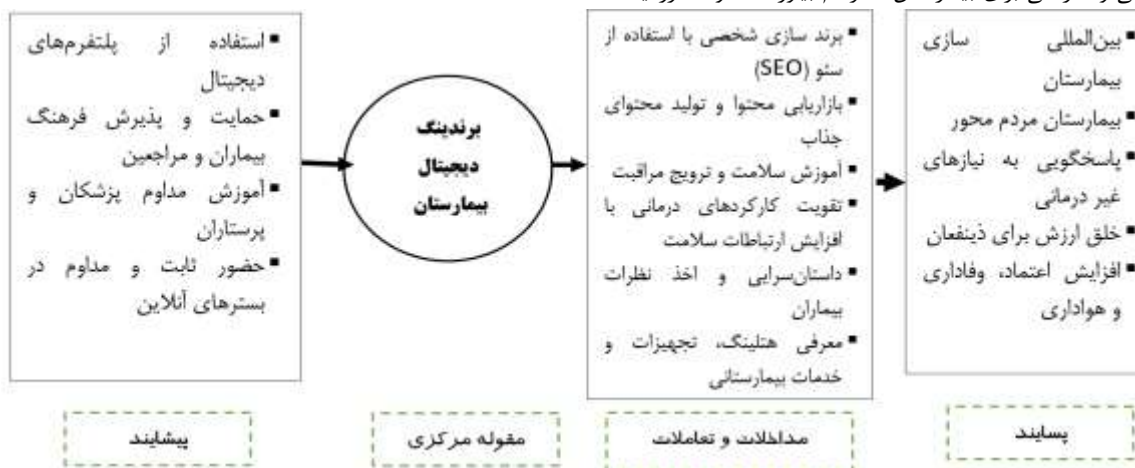 ▪ استفاده از پلتفرم‌های
دیجیتال
▪ حمایت و پذیرش فرهنگ
بیماران و مراجعین
▪ آموزش مداوم پزشکان و
پرستاران
▪ حضور ثابت و مداوم در
بسترهای آنلاین
برندینگ
دیجیتال
بیمارستان
▪ برند سازی شخصی با استفاده از
سئو (SEO)
▪ بازاریابی محتوا و تولید محتوای
جذاب
▪ آموزش سلامت و ترویج مراقبت
▪ تقویت کارکردهای درمانی با
افزایش ارتباطات سلامت
▪ داستان‌سرایی و اخذ نظرات
بیماران
▪ معرفی هتلینگ، تجهیزات و
خدمات بیمارستانی
▪ بین‌المللی سازی
بیمارستان
▪ بیمارستان مردم محور
▪ پاسخگویی به نیازهای
غیر درمانی
▪ خلق ارزش برای ذینفعان
▪ افزایش اعتماد، وفاداری
و هواداری
پیشایند
مقوله مرکزی
مداخلات و تعاملات
پسایند